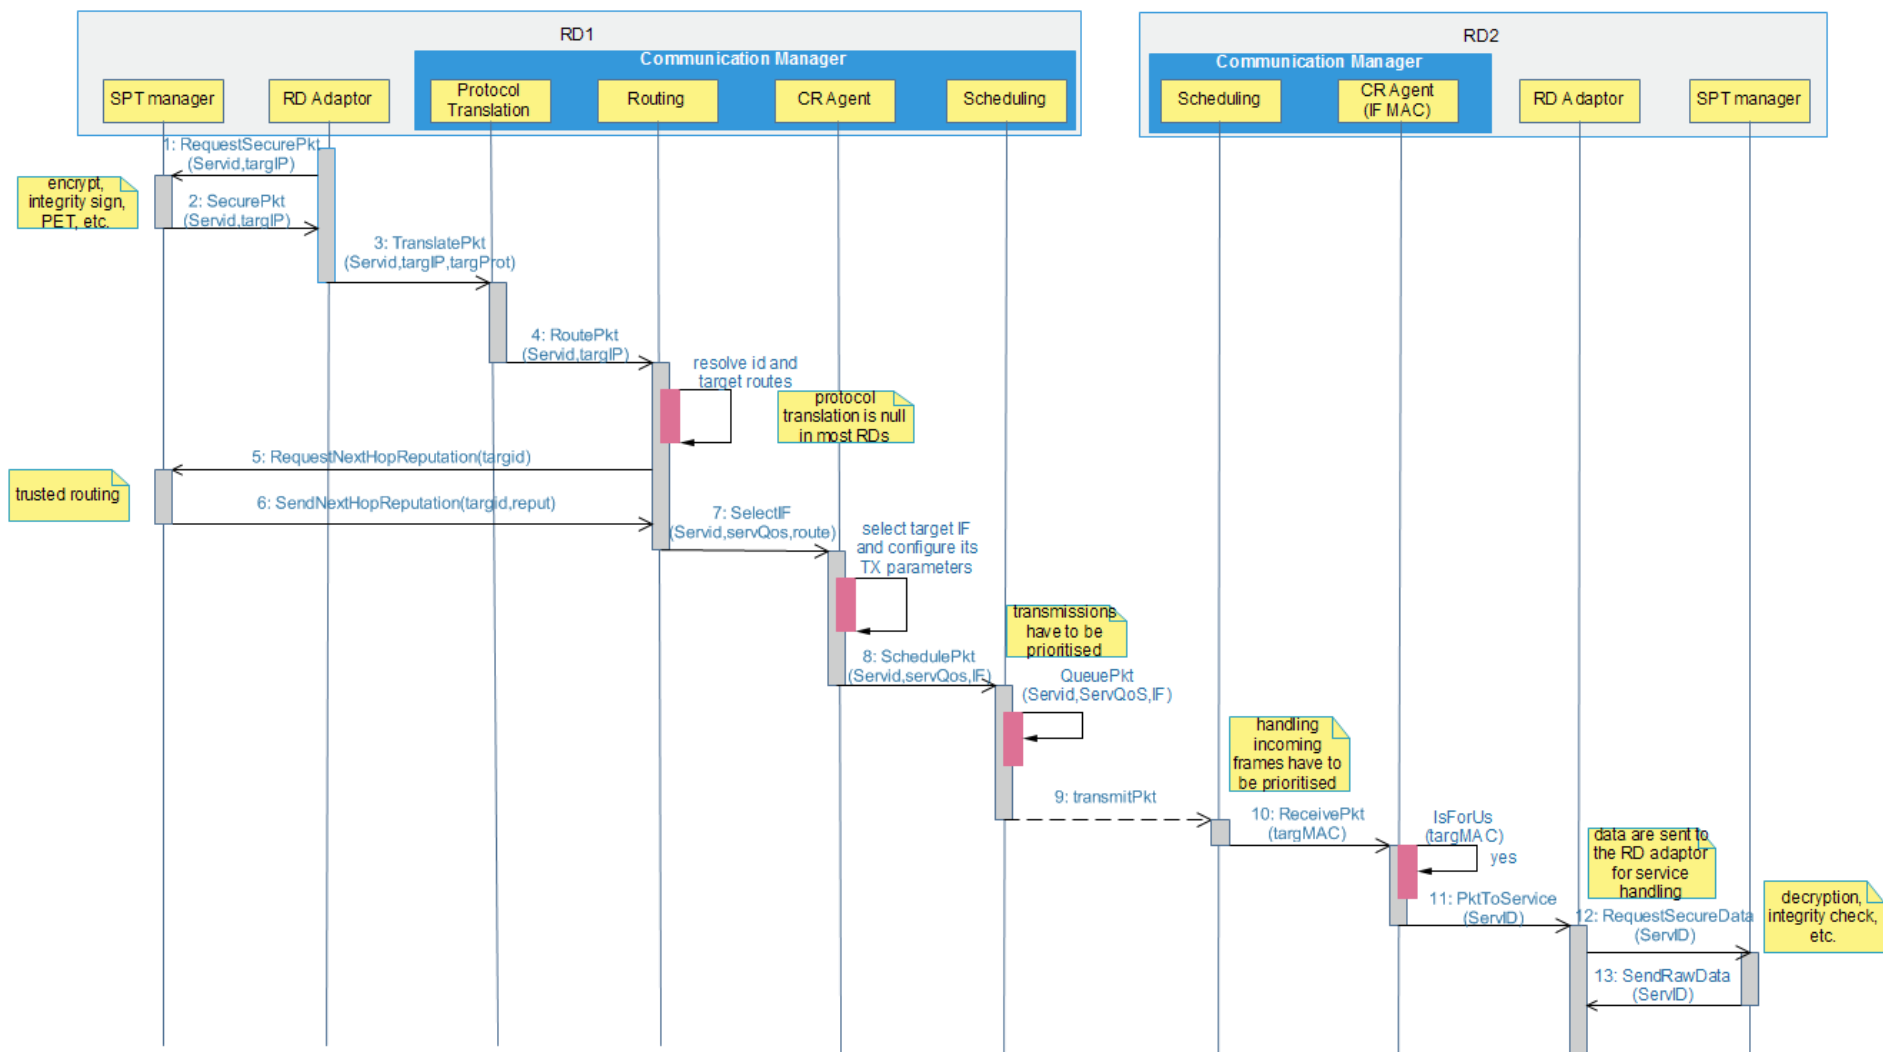 RD1
RD2
Communication Manager
Communication Manager
SPT manager
RD Adaptor
Protocol
Translation
Routing
CR Agent
Scheduling
Scheduling
CR Agent
(IF MAC)
RD Adaptor
SPT manager
1: RequestSecurePkt
(Servid,targIP)
encrypt,
integrity sign,
PET, etc.
2: SecurePkt
(Servid,targIP)
3: TranslatePkt
(Servid,targIP,targProt)
4: RoutePkt
(Servid,targIP)
resolve id and
target routes
protocol
translation is null
in most RDs
5: RequestNextHopReputation(targid)
trusted routing
6: SendNextHopReputation(targid,reput)
7: SelectIF
(Servid,servQos,route)
select target IF
and configure its
TX parameters
transmissions
have to be
prioritised
8: SchedulePkt
(Servid,servQos,IF)
QueuePkt
(Servid,ServQoS,IF)
handling
incoming
frames have to
be prioritised
9: transmitPkt
10: ReceivePkt
(targMAC)
IsForUs
(targMAC)
yes
data are sent to
the RD adaptor
for service
handling
11: PktToService
(ServID)
12: RequestSecureData
(ServID)
decryption,
integrity check,
etc.
13: SendRawData
(ServID)